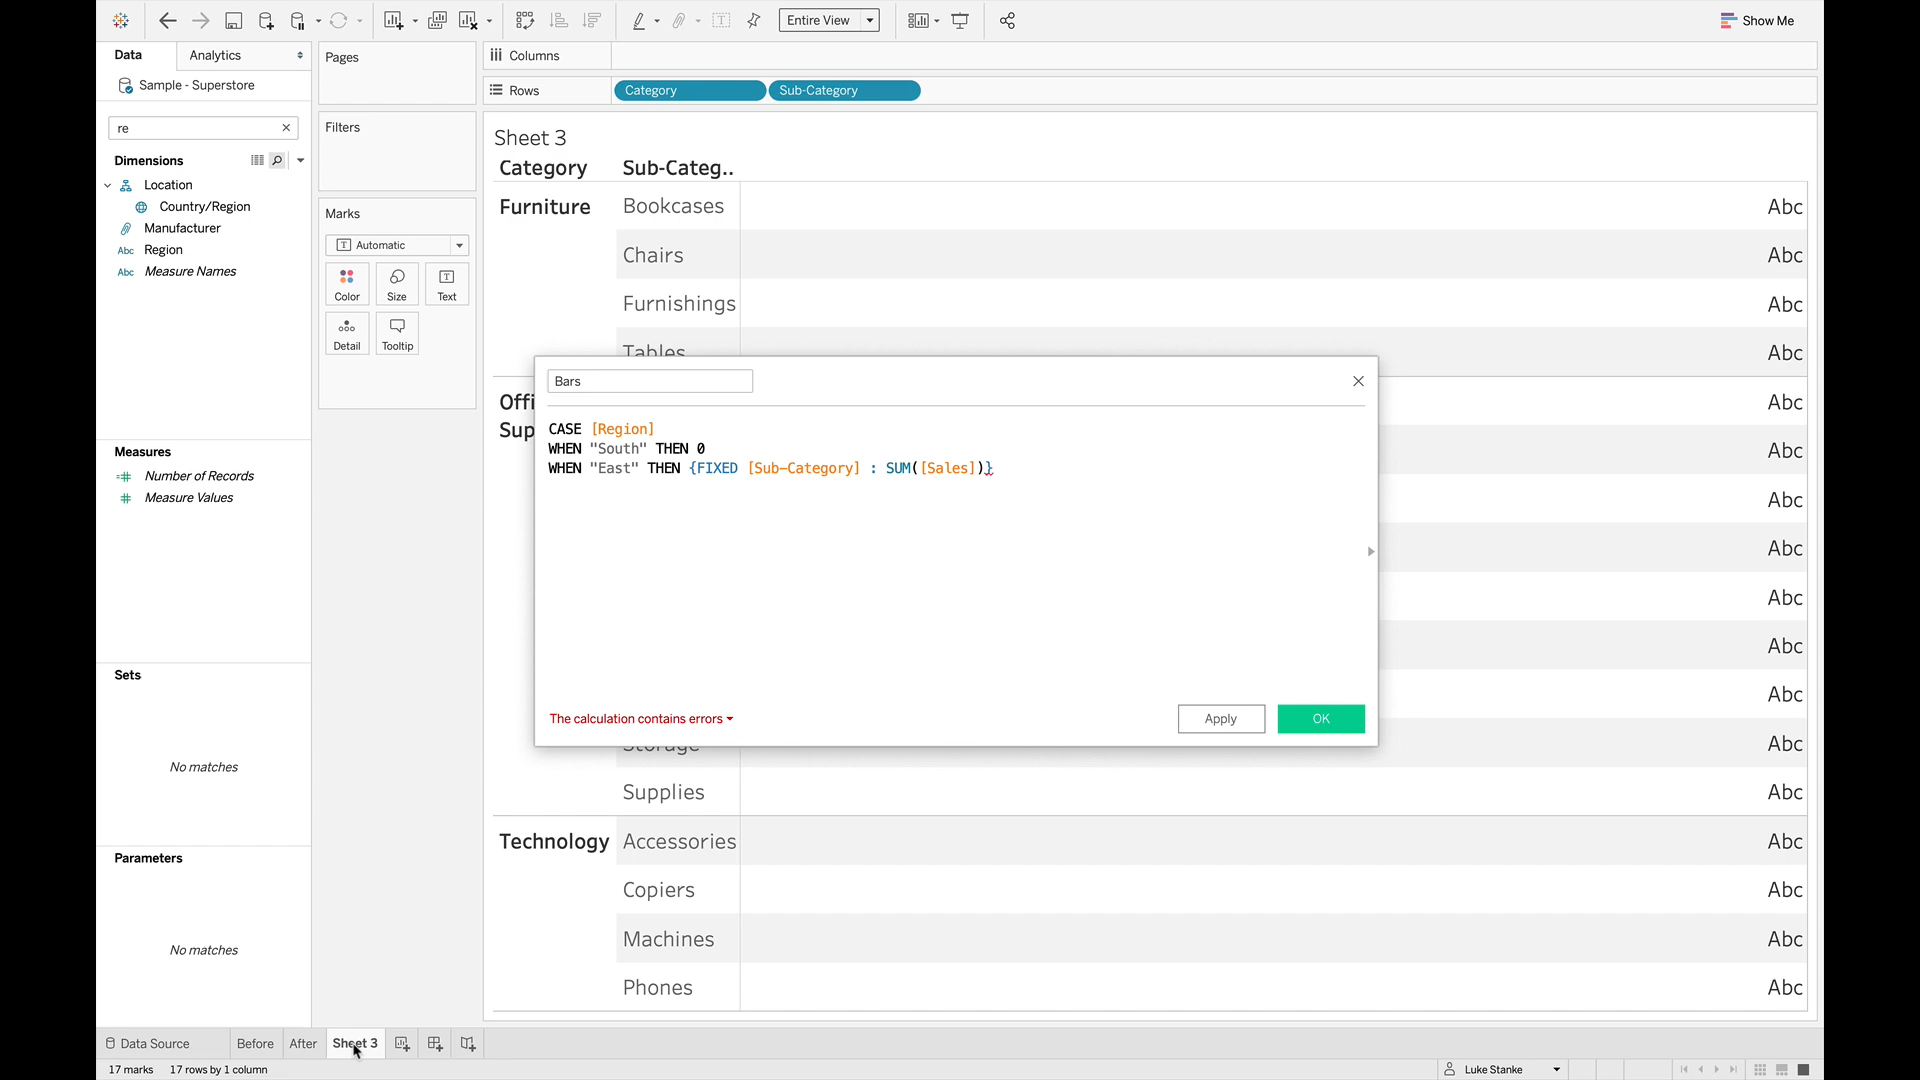 Entire View
Show Me
Data
Analytics
Sample - Superstore
re
Dimensions
Location
Country/Region
Manufacturer
Abc Region
Abc Measure Names
Measures
Number of Records
Measure Values
Sets
No matches
Parameters
No matches
Pages
Filters
Marks
Automatic
Color
Size
Text
Detail
Tooltip
Columns
Rows
Category
Sub-Category
Sheet 3
Category
Sub-Categ..
Furniture
Bookcases
Abc
Chairs
Abc
Furnishings
Abc
Tables
Abc
Offi
Sup
Abc
Abc
Abc
Abc
Abc
Abc
Abc
Storage
Abc
Supplies
Abc
Technology
Accessories
Abc
Copiers
Abc
Machines
Abc
Phones
Abc
Bars
CASE [Region]
WHEN "South" THEN 0
WHEN "East" THEN {FIXED [Sub-Category] : SUM([Sales])}
The calculation contains errors
Apply
OK
Data Source
Before
After
Sheet 3
17 marks
17 rows by 1 column
Luke Stanke